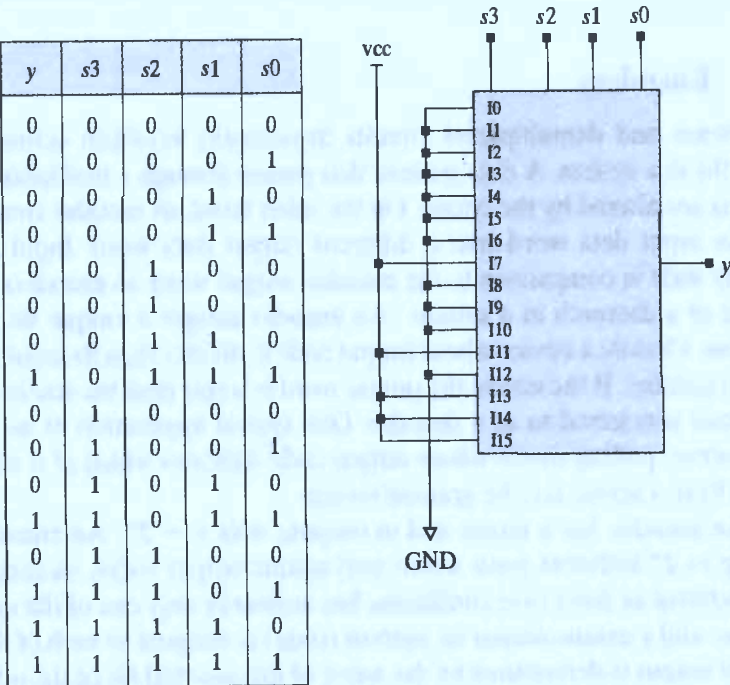 y s3 s2 s1 s0
0 0 0 0 0
0 0 0 0 1
0 0 0 1 0
0 0 0 1 1
0 0 1 0 0
0 0 1 0 1
0 0 1 1 0
1 0 1 1 1
0 1 0 0 0
0 1 0 0 1
0 1 0 1 0
1 1 0 1 1
0 1 1 0 0
1 1 1 0 1
1 1 1 1 0
1 1 1 1 1
s3 s2 s1 s0
vcc
I0
I1
I2
I3
I4
I5
I6
I7
I8
I9
I10
I11
I12
I13
I14
I15
y
GND